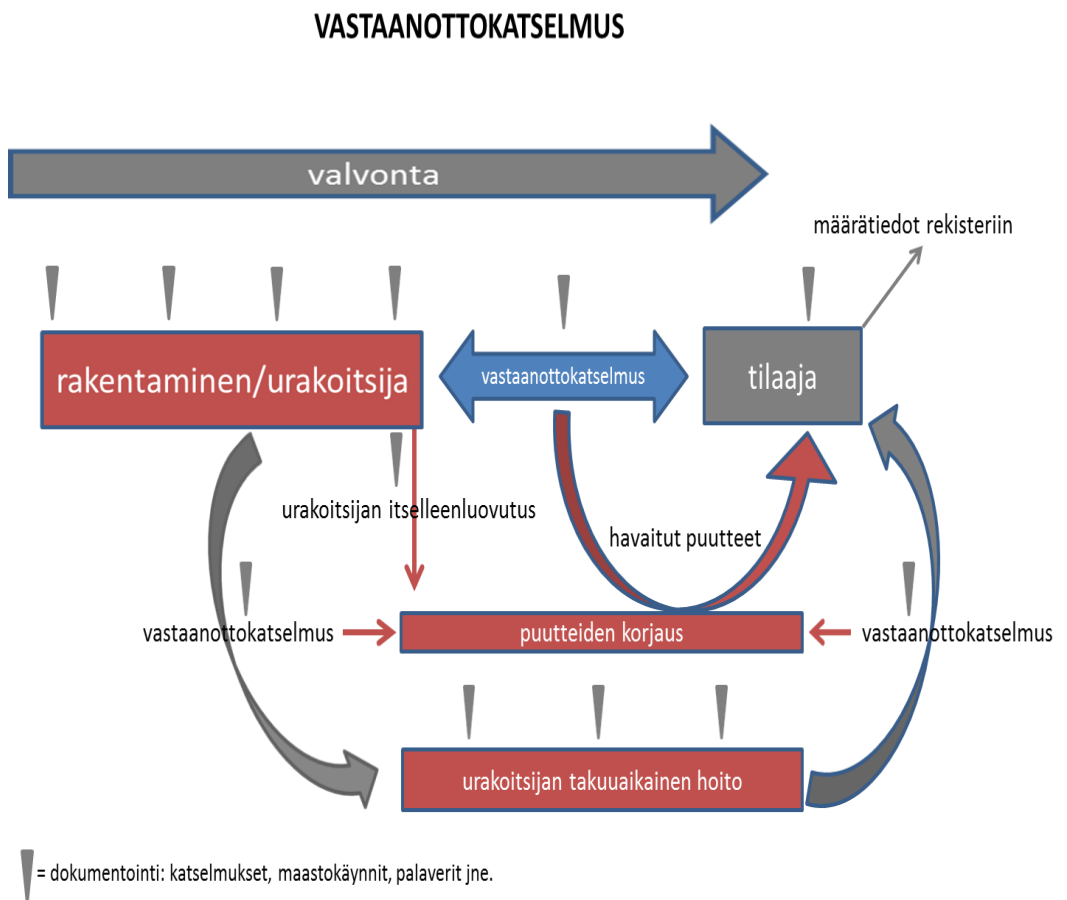 VASTAANOTTOKATSELMUS
valvonta
määrätiedot rekisteriin
rakentaminen/urakoitsija
vastaanottokatselmus
tilaaja
urakoitsijan itselleenluovutus
havaitut puutteet
vastaanottokatselmus
puutteiden korjaus
vastaanottokatselmus
urakoitsijan takuuaikainen hoito
= dokumentointi: katselmukset, maastokäynnit, palaverit jne.